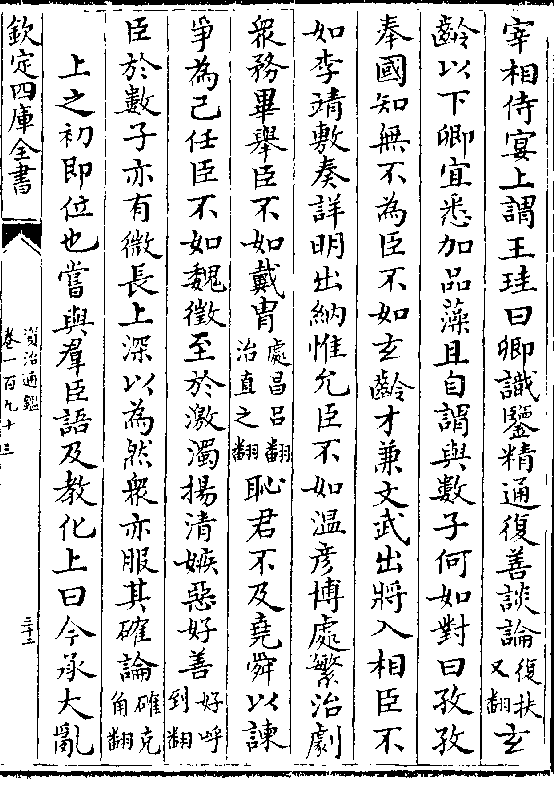 宰相侍宴上謂王珪曰卿識鑒精通復善談論復扶又翻玄
齡以下卿宜悉加品藻且自謂與數子何如對曰孜孜
奉國知無不為臣不如玄齡才兼文武出將入相臣不
如李靖敷奏詳明出納惟允臣不如溫彥博處繁治劇
衆務畢舉臣不如戴胄處昌呂翻治直之翻恥君不及堯舜以諫
爭為己任臣不如魏徵至於激濁揚清嫉惡好善好呼到翻
臣於數子亦有微長上深以為然衆亦服其確論確克角翻
上之初即位也嘗與羣臣語及教化上曰今承大亂
欽定四庫全書
資治通鑑
卷一百九十三
三十二